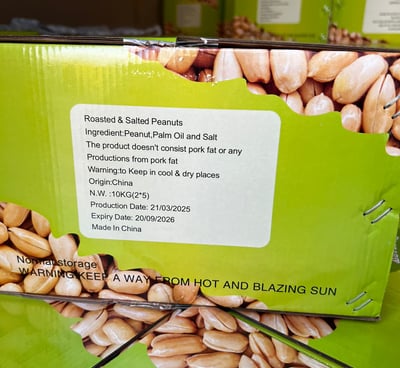 Roasted & Salted Peanuts
Ingredient:Peanut,Palm Oil and Salt
The product doesn't consist pork fat or any
Productions from pork fat
Warning:to Keep in cool & dry places
Origin:China
N.W. :10KG(2*5)
Production Date: 21/03/2025
Expiry Date: 20/09/2026
Made In China
Normal storage
WARNING:KEEP A WAY FROM HOT AND BLAZING SUN